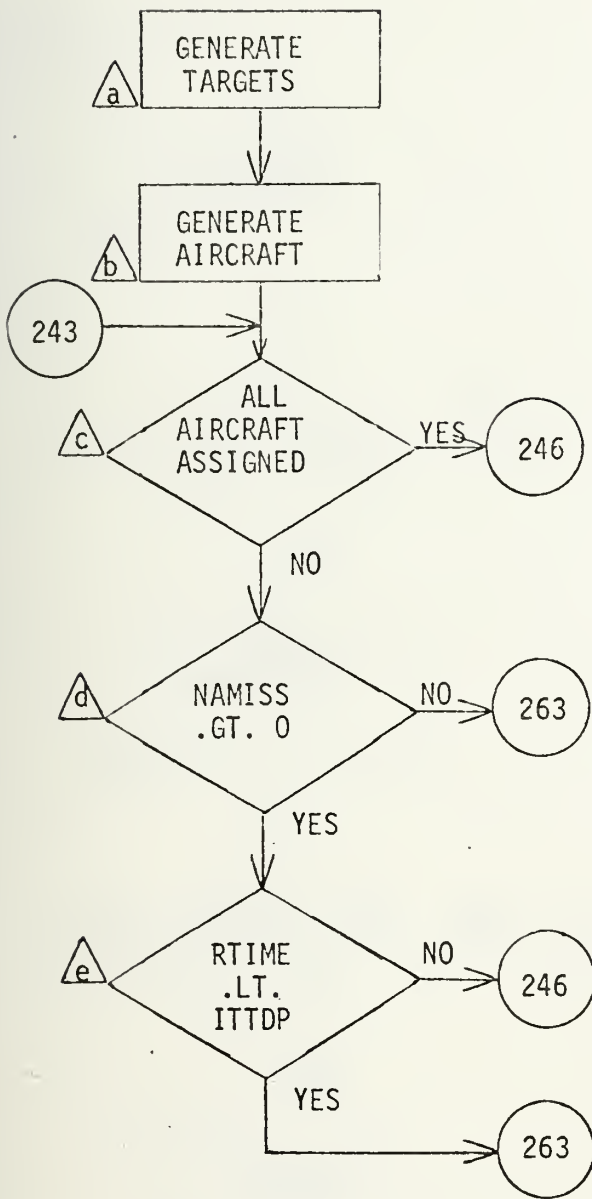 GENERATE
TARGETS
a
GENERATE
AIRCRAFT
b
243
ALL
AIRCRAFT
ASSIGNED
c
YES
246
NO
NAMISS
.GT. 0
d
NO
263
YES
RTIME
.LT.
ITTDP
e
NO
246
YES
263